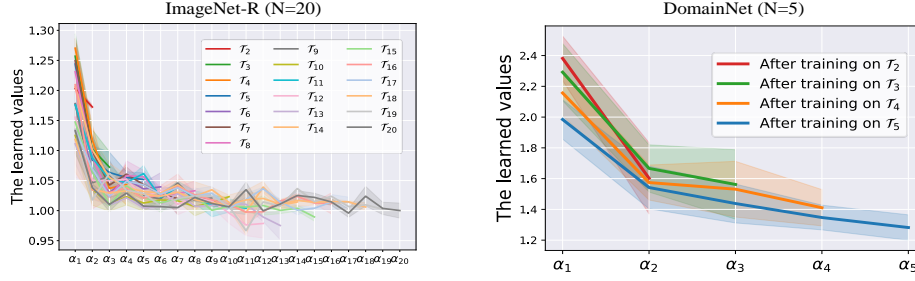 ImageNet-R (N=20)
The learned values
1.30
1.25
1.20
1.15
1.10
1.05
1.00
0.95
T2
T3
T4
T5
T6
T7
T8
T9
T10
T11
T12
T13
T14
T15
T16
T17
T18
T19
T20
α1 α2 α3 α4 α5 α6 α7 α8 α9 α10 α11 α12 α13 α14 α15 α16 α17 α18 α19 α20
DomainNet (N=5)
The learned values
2.4
2.2
2.0
1.8
1.6
1.4
1.2
After training on T2
After training on T3
After training on T4
After training on T5
α1 α2 α3 α4 α5